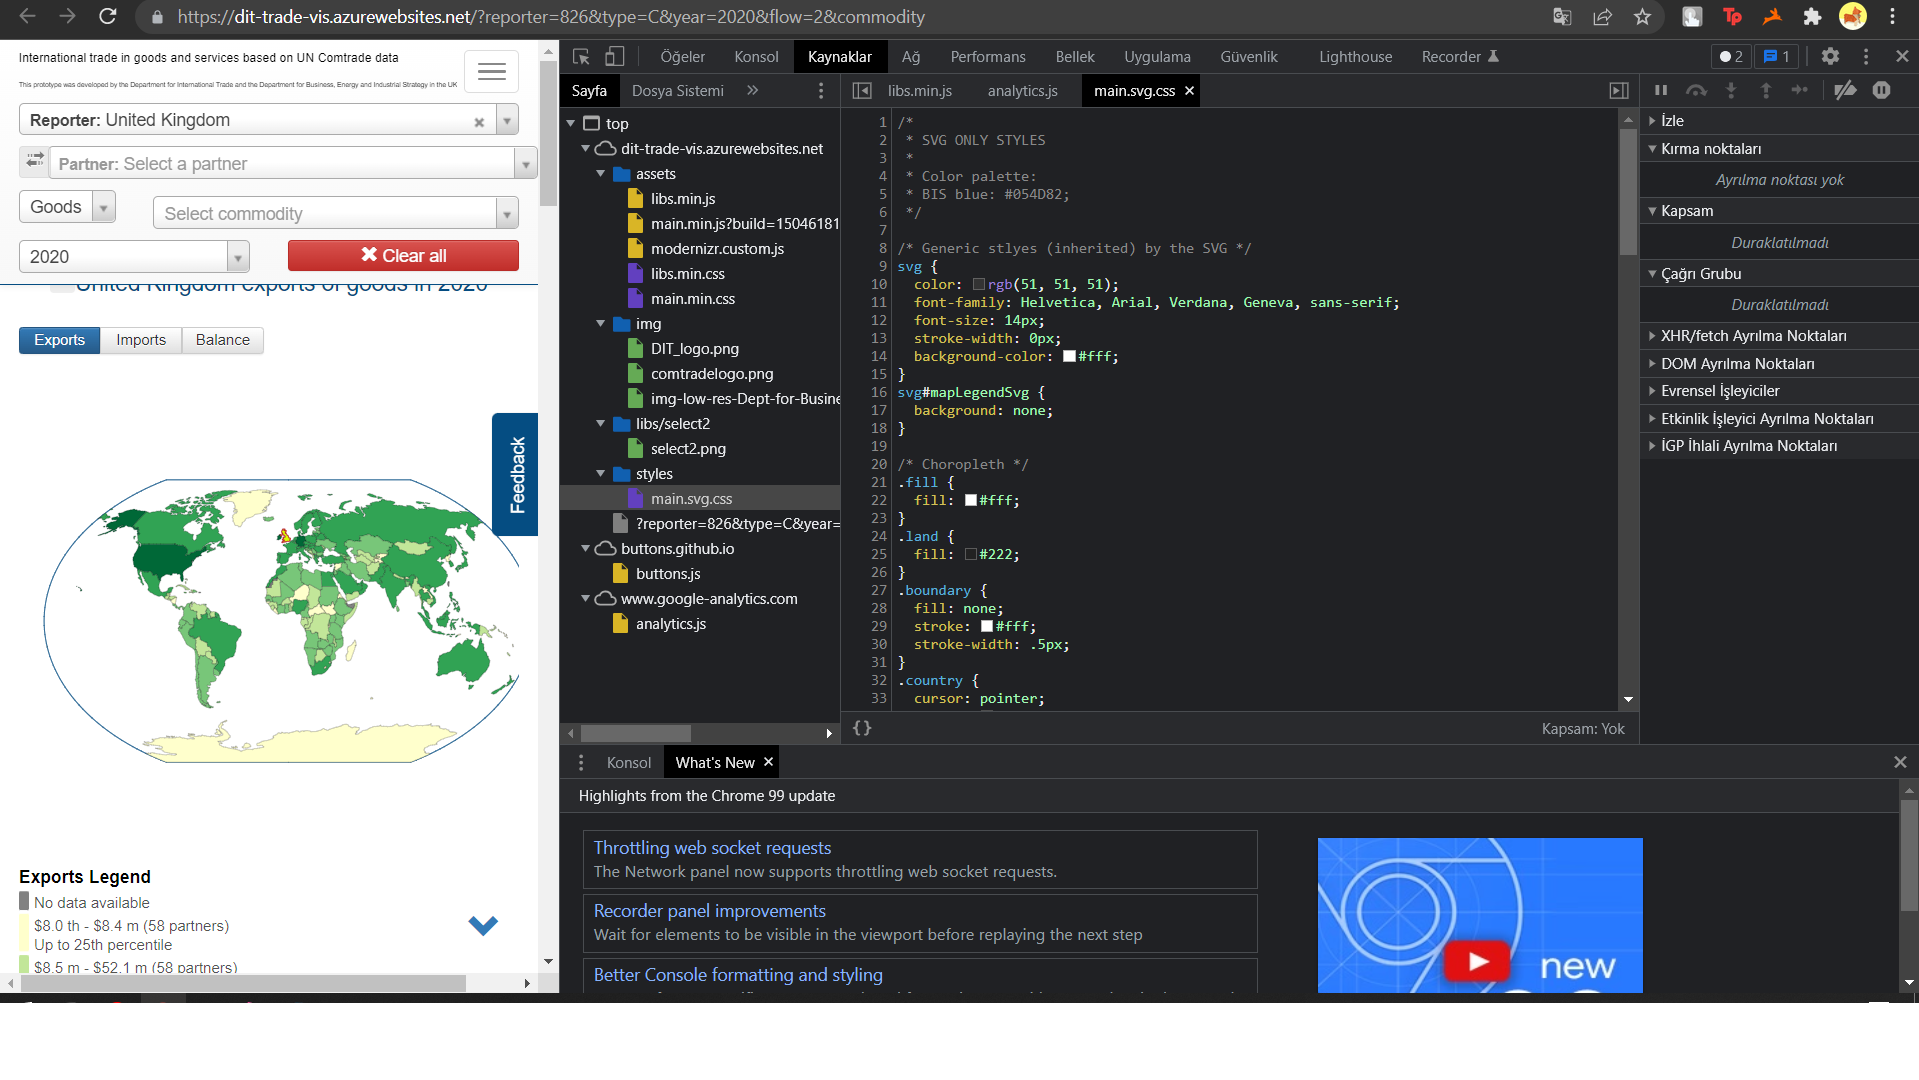 https://dit-trade-vis.azurewebsites.net/?reporter=826&type=C&year=2020&flow=2&commodity
International trade in goods and services based on UN Comtrade data
This prototype was developed by the Department for International Trade and the Department for Business, Energy and Industrial Strategy in the UK
Reporter: United Kingdom
Partner: Select a partner
Goods
Select commodity
2020
Clear all
United Kingdom exports of goods in 2020
Exports Imports Balance
Feedback
Exports Legend
No data available
$8.0 th - $8.4 m (58 partners)
Up to 25th percentile
$8.5 m - $52.1 m (58 partners)
Öğeler Konsol Kaynaklar Ağ Performans Bellek Uygulama Güvenlik Lighthouse Recorder 2 1
Sayfa Dosya Sistemi
top
dit-trade-vis.azurewebsites.net
assets
libs.min.js
main.min.js?build=15046181
modernizr.custom.js
libs.min.css
main.min.css
img
DIT_logo.png
comtradelogo.png
img-low-res-Dept-for-Busine
libs/select2
select2.png
styles
main.svg.css
?reporter=826&type=C&year=
buttons.github.io
buttons.js
www.google-analytics.com
analytics.js
libs.min.js analytics.js main.svg.css
1 /*
2 * SVG ONLY STYLES
3 *
4 * Color palette:
5 * BIS blue: #054D82;
6 */
7
8 /* Generic stlyes (inherited) by the SVG */
9 svg {
10 color: rgb(51, 51, 51);
11 font-family: Helvetica, Arial, Verdana, Geneva, sans-serif;
12 font-size: 14px;
13 stroke-width: 0px;
14 background-color: #fff;
15 }
16 svg#mapLegendSvg {
17 background: none;
18 }
19
20 /* Choropleth */
21 .fill {
22 fill: #fff;
23 }
24 .land {
25 fill: #222;
26 }
27 .boundary {
28 fill: none;
29 stroke: #fff;
30 stroke-width: .5px;
31 }
32 .country {
33 cursor: pointer;
{} Kapsam: Yok
İzle
Kırma noktaları
Ayrılma noktası yok
Kapsam
Duraklatılmadı
Çağrı Grubu
Duraklatılmadı
XHR/fetch Ayrılma Noktaları
DOM Ayrılma Noktaları
Evrensel İşleyiciler
Etkinlik İşleyici Ayrılma Noktaları
İGP İhlali Ayrılma Noktaları
Konsol What's New
Highlights from the Chrome 99 update
Throttling web socket requests
The Network panel now supports throttling web socket requests.
Recorder panel improvements
Wait for elements to be visible in the viewport before replaying the next step
Better Console formatting and styling
new